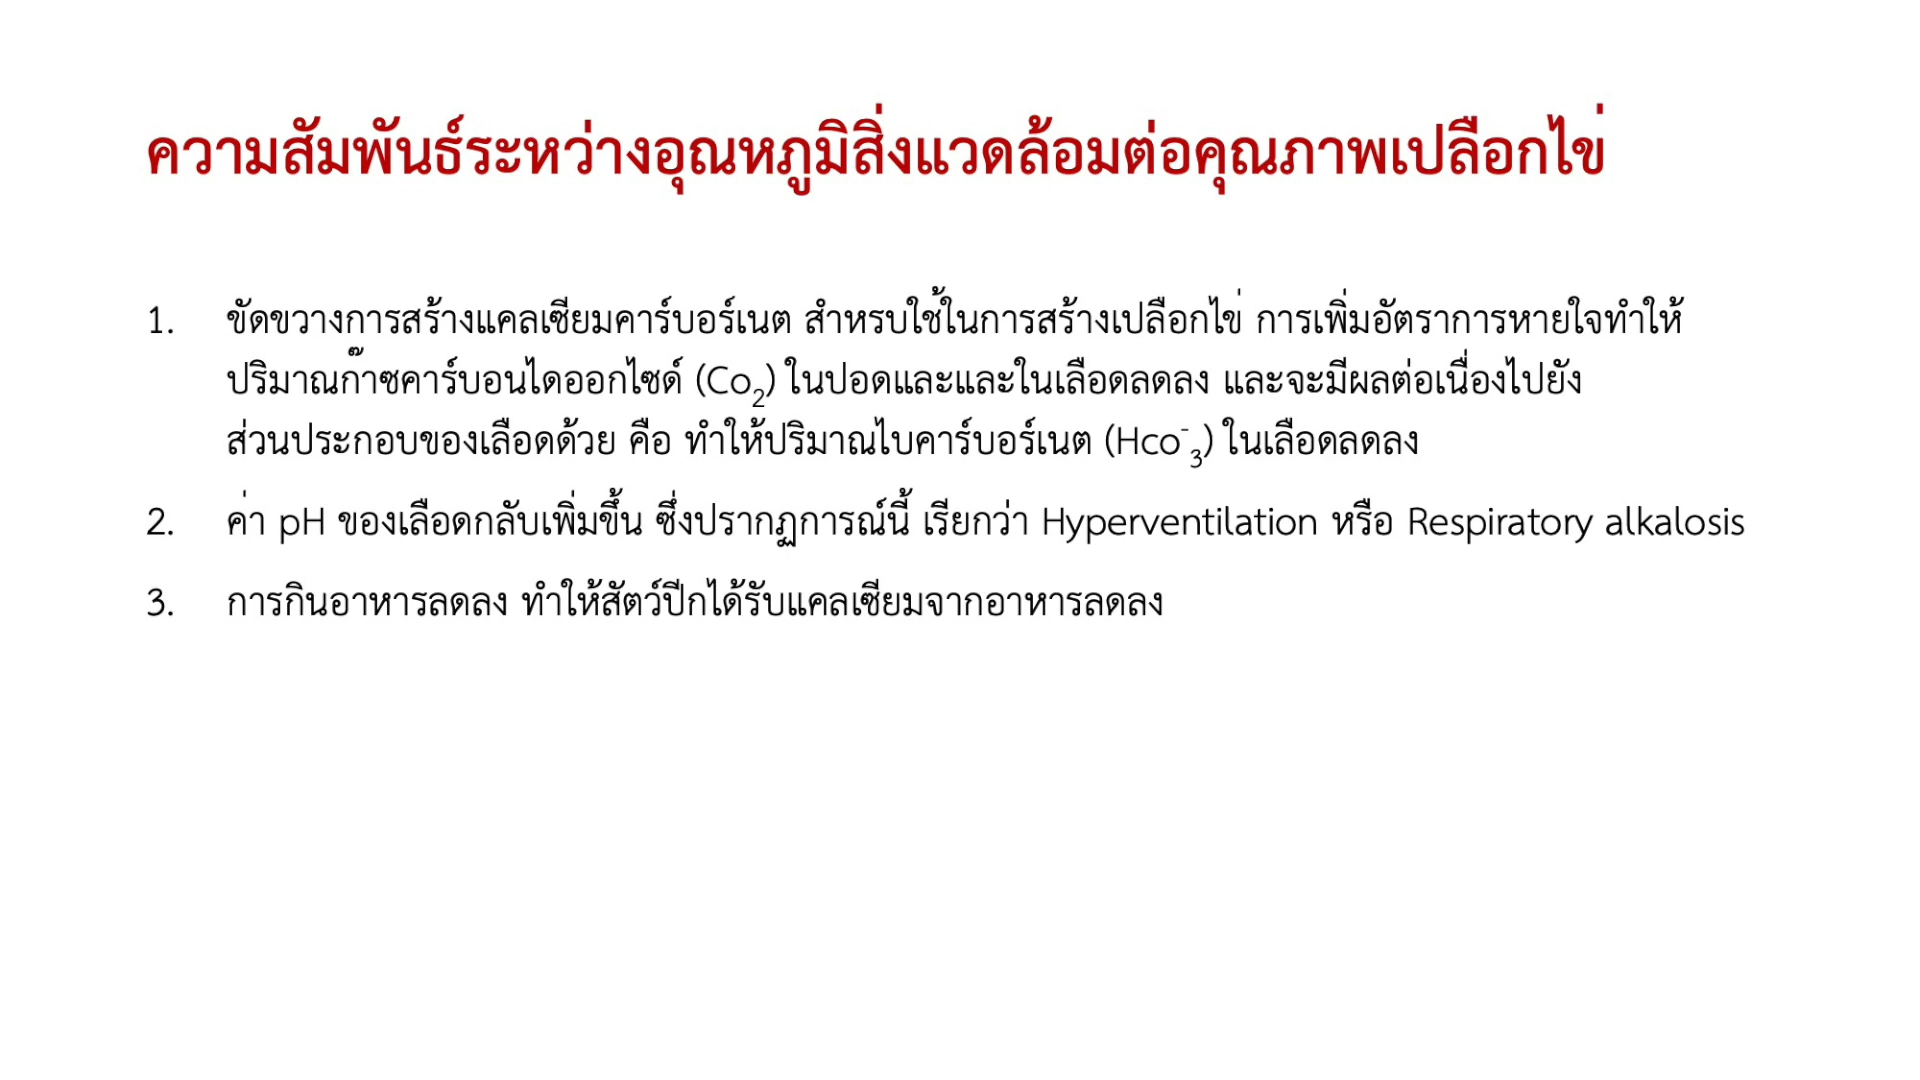 ความสัมพันธ์ระหว่างอุณหภูมิสิ่งแวดล้อมต่อคุณภาพเปลือกไข่
1. ขัดขวางการสร้างแคลเซียมคาร์บอร์เนต สำหรบใช้ในการสร้างเปลือกไข่ การเพิ่มอัตราการหายใจทำให้
ปริมาณก๊าซคาร์บอนไดออกไซด์ (Co₂) ในปอดและและในเลือดลดลง และจะมีผลต่อเนื่องไปยัง
ส่วนประกอบของเลือดด้วย คือ ทำให้ปริมาณไบคาร์บอร์เนต (Hco⁻₃) ในเลือดลดลง
2. ค่า pH ของเลือดกลับเพิ่มขึ้น ซึ่งปรากฏการณ์นี้ เรียกว่า Hyperventilation หรือ Respiratory alkalosis
3. การกินอาหารลดลง ทำให้สัตว์ปีกได้รับแคลเซียมจากอาหารลดลง